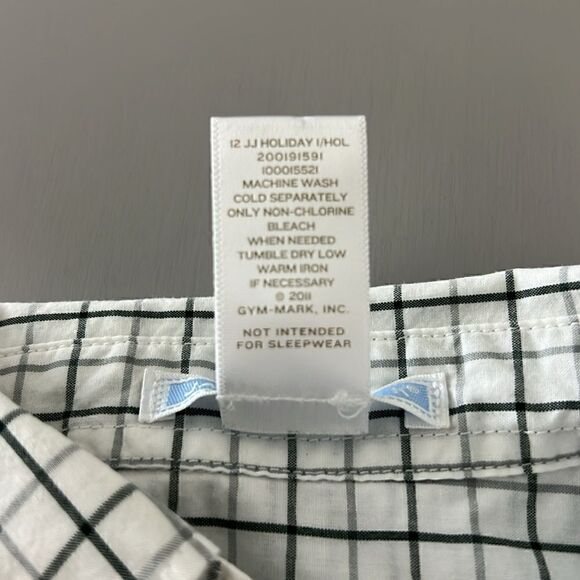 12 JJ HOLIDAY 1/HOL
200191591
100015521
MACHINE WASH
COLD SEPARATELY
ONLY NON-CHLORINE
BLEACH
WHEN NEEDED
TUMBLE DRY LOW
WARM IRON
IF NECESSARY
© 2011
GYM-MARK, INC.
NOT INTENDED
FOR SLEEPWEAR